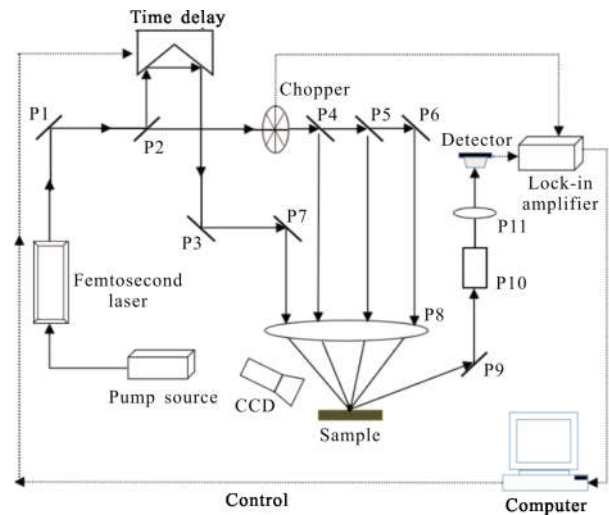 Time delay
Chopper
P1
P2
P4
P5
P6
Detector
Lock-in
amplifier
P3
P7
P11
Femtosecond
laser
P10
P8
P9
Pump source
CCD
Sample
Control
Computer